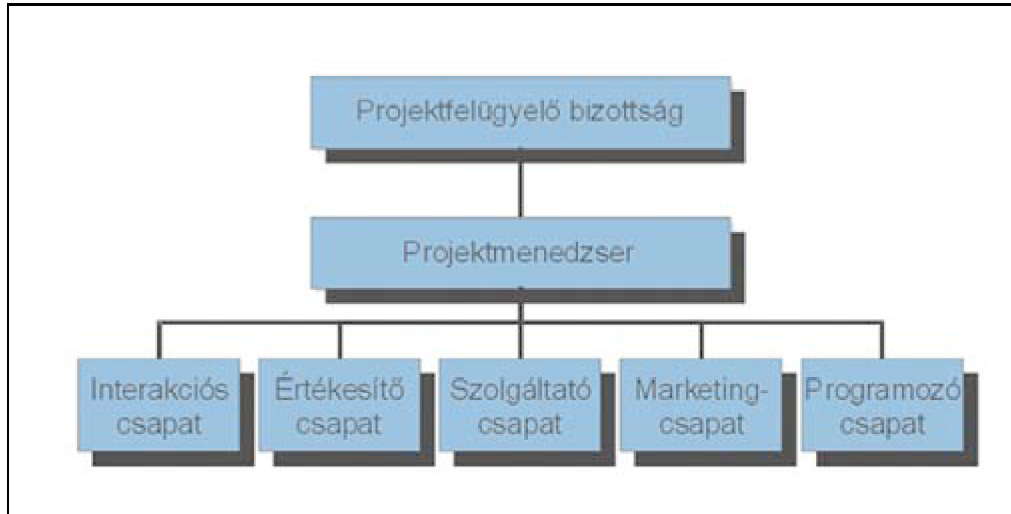 Projektfelügyelő bizottság
Projektmenedzser
Interakciós
csapat
Értékesítő
csapat
Szolgáltató
csapat
Marketing-
csapat
Programozó
csapat